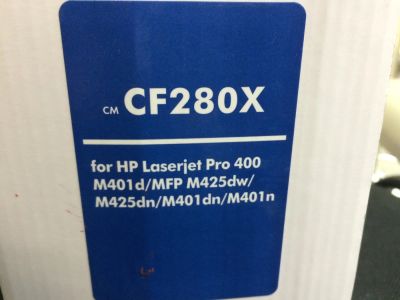 CM CF280X
for HP Laserjet Pro 400
M401d/MFP M425dw/
M425dn/M401dn/M401n